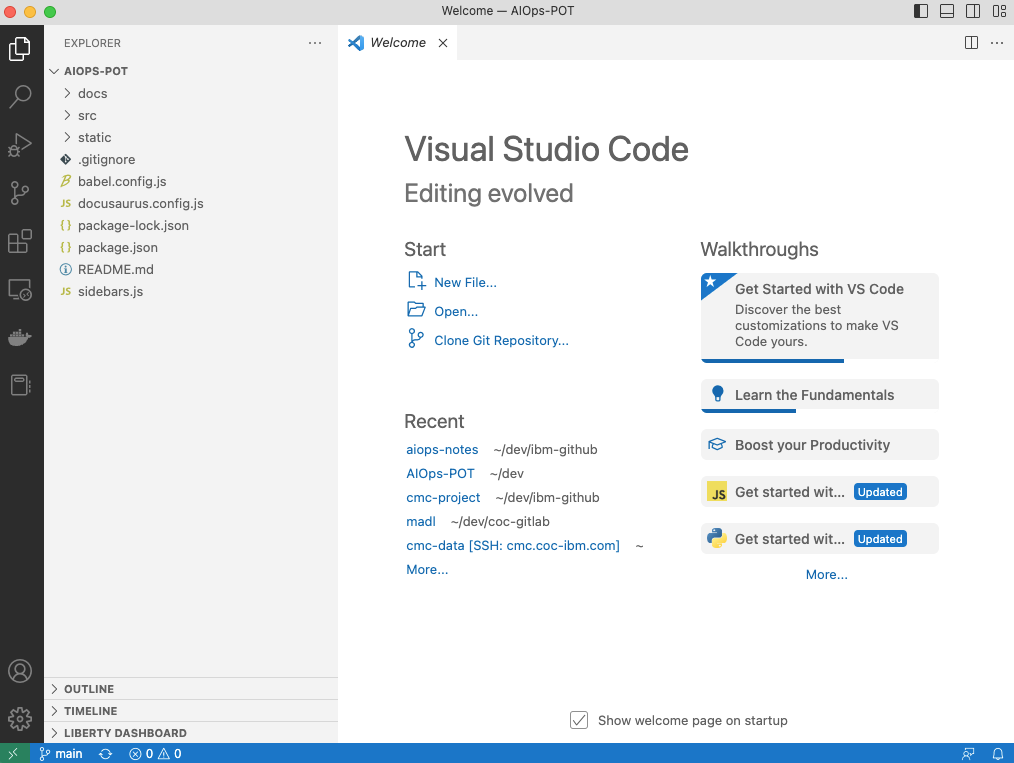 Welcome — AIOps-POT
EXPLORER
AIOPS-POT
docs
src
static
.gitignore
babel.config.js
JS docusaurus.config.js
{} package-lock.json
{} package.json
README.md
JS sidebars.js
OUTLINE
TIMELINE
LIBERTY DASHBOARD
Welcome
Visual Studio Code
Editing evolved
Start
New File...
Open...
Clone Git Repository...
Recent
aiops-notes ~/dev/ibm-github
AIOps-POT ~/dev
cmc-project ~/dev/ibm-github
madl ~/dev/coc-gitlab
cmc-data [SSH: cmc.coc-ibm.com] ~
More...
Walkthroughs
Get Started with VS Code
Discover the best
customizations to make VS
Code yours.
Learn the Fundamentals
Boost your Productivity
JS Get started wit... Updated
Get started wit... Updated
More...
Show welcome page on startup
main 0 0